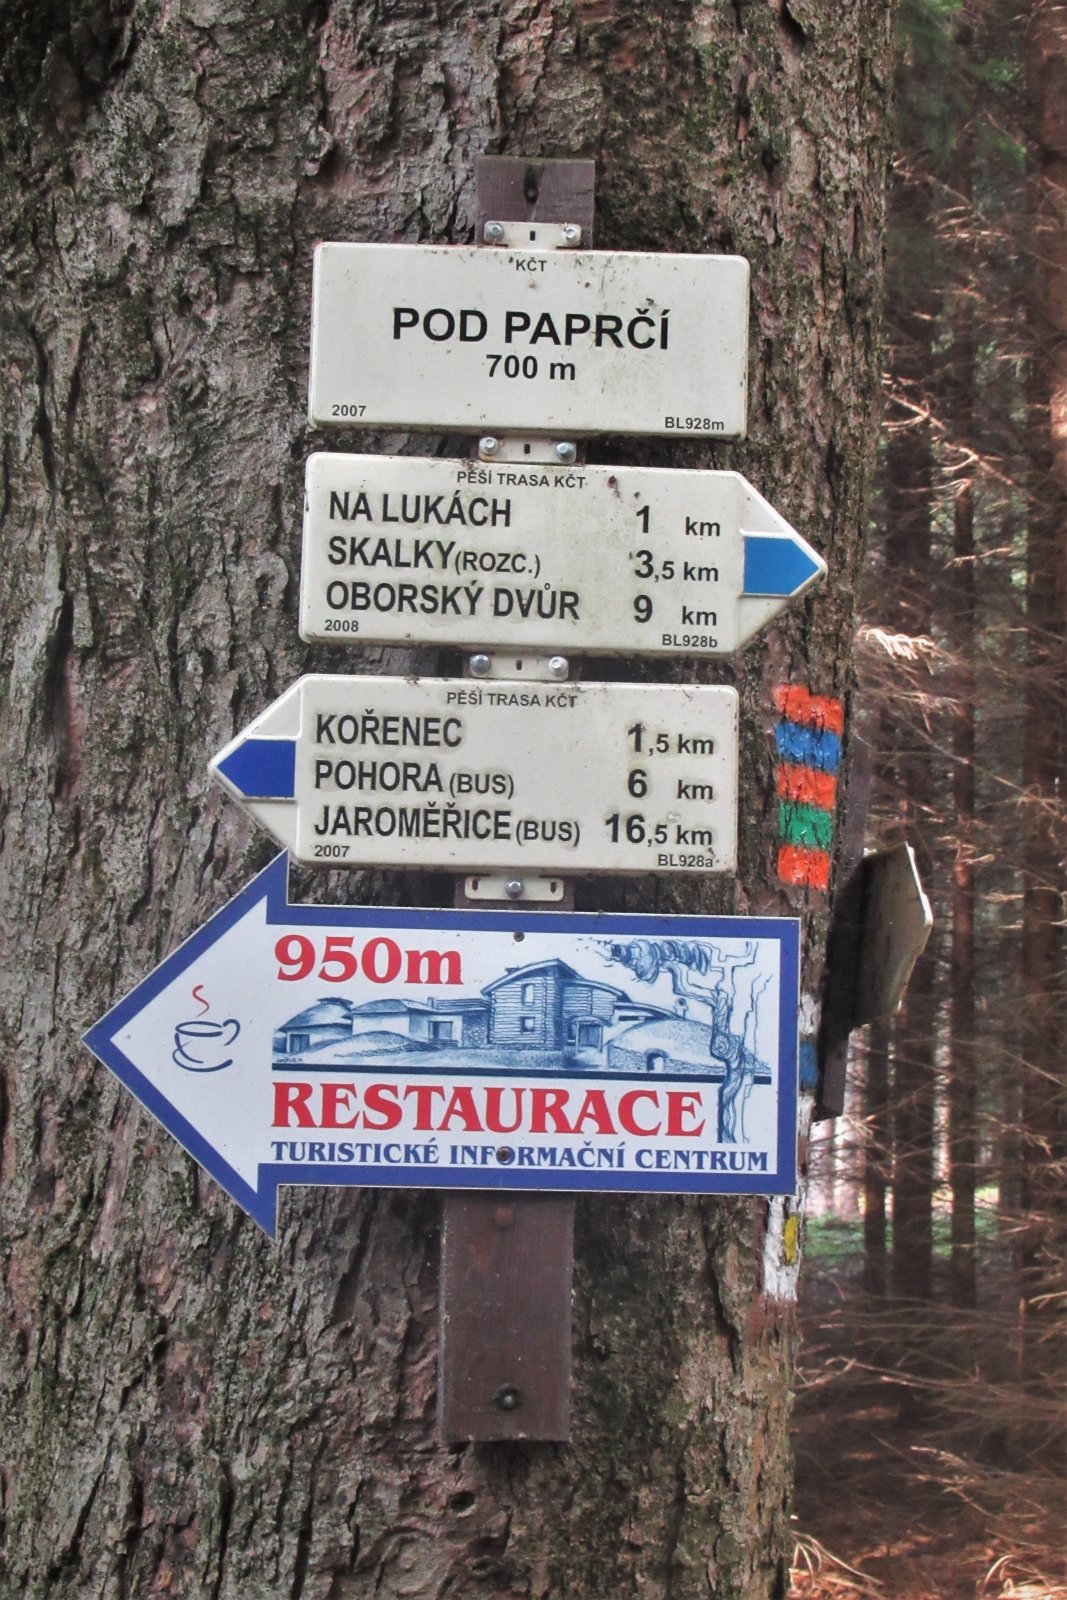 KČT
POD PAPRČÍ
700 m
2007 BL928m
PĚŠÍ TRASA KČT
NA LUKÁCH 1 km
SKALKY (ROZC.) 3,5 km
OBORSKÝ DVŮR 9 km
2008 BL928b
PĚŠÍ TRASA KČT
KOŘENEC 1,5 km
POHORA (BUS) 6 km
JAROMĚŘICE (BUS) 16,5 km
2007 BL928a
950m
RESTAURACE
TURISTICKÉ INFORMAČNÍ CENTRUM